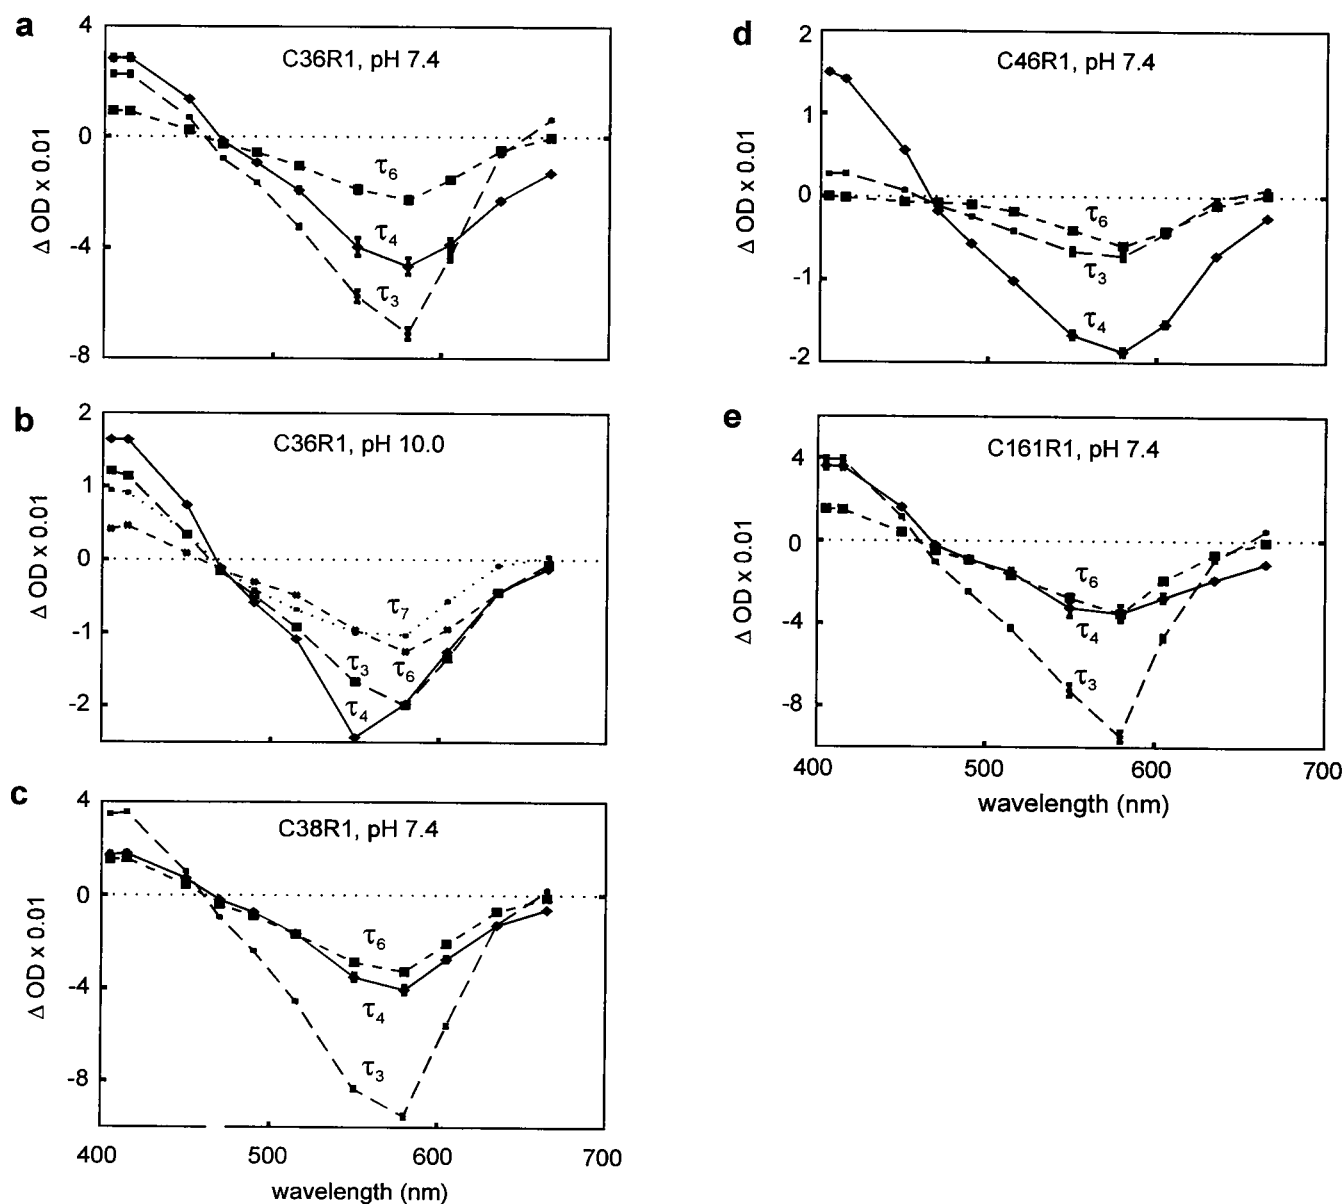 a
C36R1, pH 7.4
4
0
-4
-8
Δ OD x 0.01
τ6
τ4
τ3
b
C36R1, pH 10.0
2
1
0
-1
-2
Δ OD x 0.01
τ7
τ3
τ6
τ4
c
C38R1, pH 7.4
4
0
-4
-8
Δ OD x 0.01
τ6
τ4
τ3
400
500
600
700
wavelength (nm)
d
C46R1, pH 7.4
2
1
0
-1
-2
Δ OD x 0.01
τ6
τ3
τ4
e
C161R1, pH 7.4
4
0
-4
-8
Δ OD x 0.01
τ6
τ4
τ3
400
500
600
700
wavelength (nm)